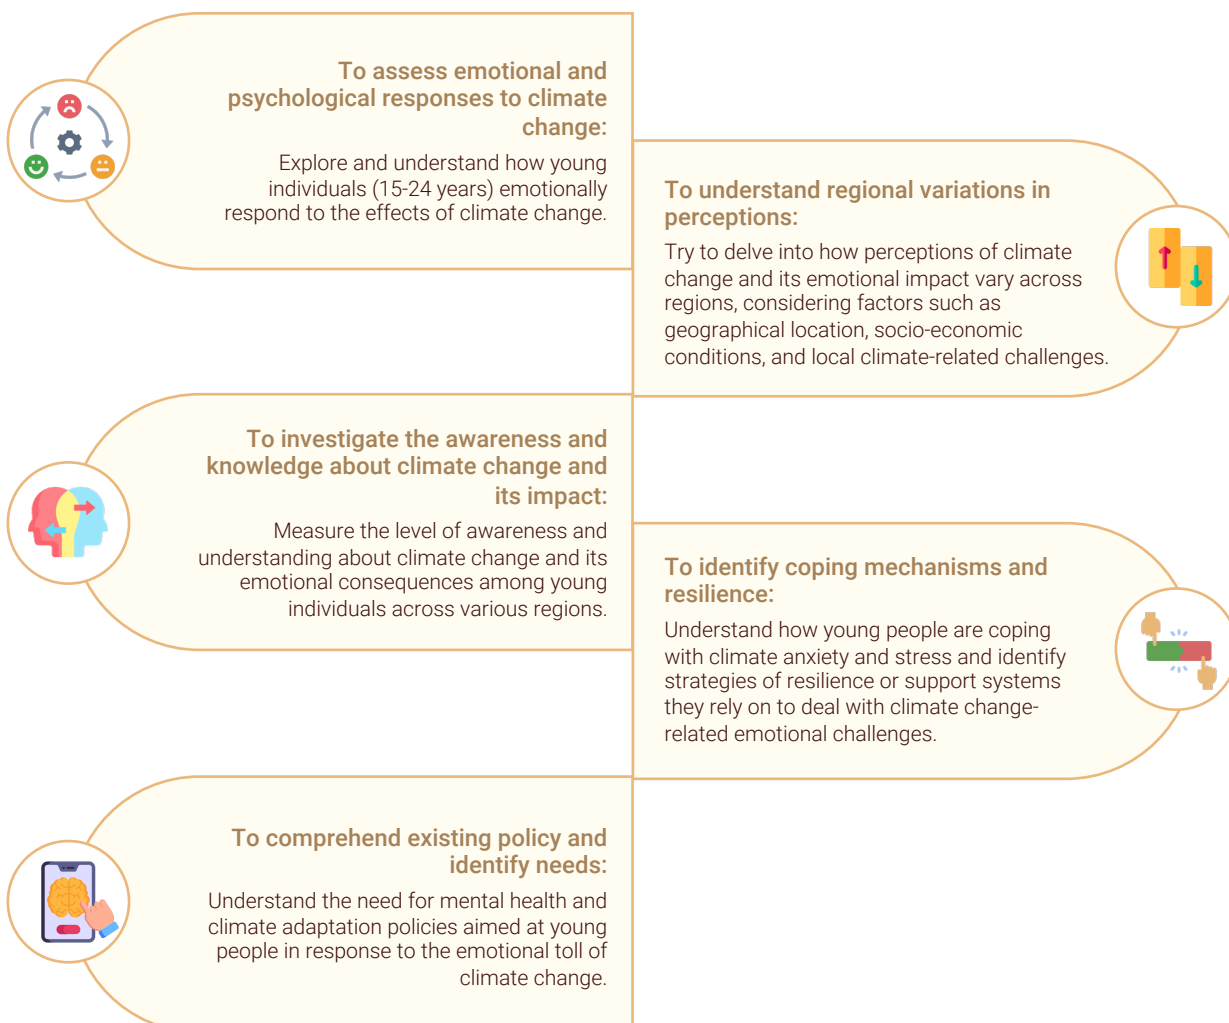 To assess emotional and
psychological responses to climate
change:
Explore and understand how young
individuals (15-24 years) emotionally
respond to the effects of climate change.
To understand regional variations in
perceptions:
Try to delve into how perceptions of climate
change and its emotional impact vary across
regions, considering factors such as
geographical location, socio-economic
conditions, and local climate-related challenges.
To investigate the awareness and
knowledge about climate change and
its impact:
Measure the level of awareness and
understanding about climate change and its
emotional consequences among young
individuals across various regions.
To identify coping mechanisms and
resilience:
Understand how young people are coping
with climate anxiety and stress and identify
strategies of resilience or support systems
they rely on to deal with climate change-
related emotional challenges.
To comprehend existing policy and
identify needs:
Understand the need for mental health and
climate adaptation policies aimed at young
people in response to the emotional toll of
climate change.